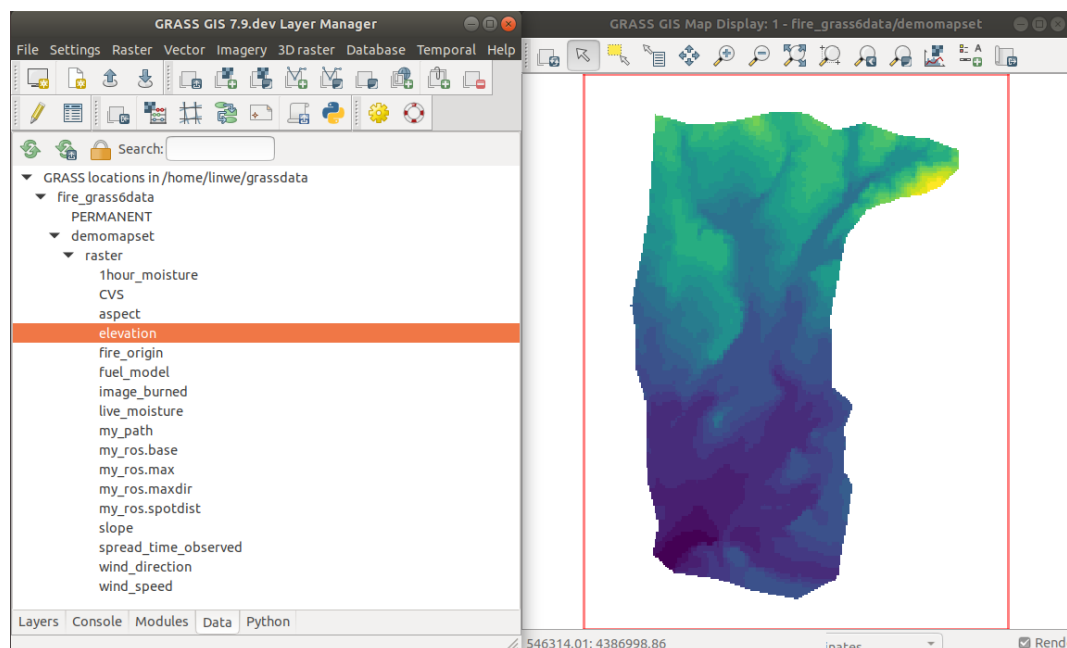 GRASS GIS 7.9.dev Layer Manager
File Settings Raster Vector Imagery 3D raster Database Temporal Help
Search:
GRASS locations in /home/linwe/grassdata
fire_grass6data
PERMANENT
demomapset
raster
1hour_moisture
CVS
aspect
elevation
fire_origin
fuel_model
image_burned
live_moisture
my_path
my_ros.base
my_ros.max
my_ros.maxdir
my_ros.spotdist
slope
spread_time_observed
wind_direction
wind_speed
Layers Console Modules Data Python
GRASS GIS Map Display: 1 - fire_grass6data/demomapset
546314.01; 4386998.86
Rend